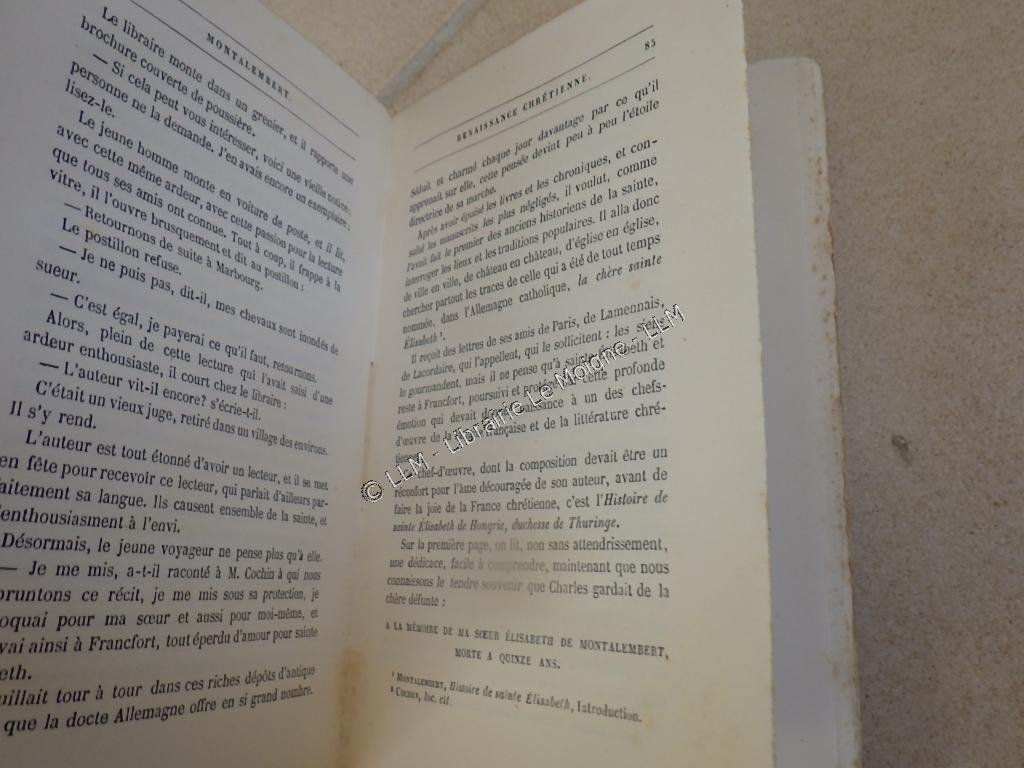 MONTALEMBERT.
Le libraire monte dans un grenier, et il rapporte une
brochure couverte de poussière.
— Si cela peut vous intéresser, voici une vieille notice;
personne ne la demande. J'en avais encore un exemplaire;
lisez-le.
Le jeune homme monte en voiture de poste, et il lit,
avec cette même ardeur, avec cette passion pour la lecture
que tous ses amis ont connue. Tout à coup, il frappe à la
vitre, il l'ouvre brusquement et dit au postillon :
— Retournons de suite à Marbourg.
Le postillon refuse.
— Je ne puis pas, dit-il, mes chevaux sont inondés de
sueur.
— C'est égal, je payerai ce qu'il faut, retournons.
Alors, plein de cette lecture qui l'avait saisi d'une
ardeur enthousiaste, il court chez le libraire :
— L'auteur vit-il encore? s'écrie-t-il.
C'était un vieux juge, retiré dans un village des environs.
Il s'y rend.
L'auteur est tout étonné d'avoir un lecteur, et il se met
en fête pour recevoir ce lecteur, qui parlait d'ailleurs par-
faitement sa langue. Ils causent ensemble de la sainte, et
'enthousiasment à l'envi.
Désormais, le jeune voyageur ne pense plus qu'à elle.
— Je me mis, a-t-il raconté à M. Cochin à qui nous
pruntons ce récit, je me mis sous sa protection, je
oquai pour ma sœur et aussi pour moi-même, et
vai ainsi à Francfort, tout éperdu d'amour pour sainte
eth.
uillait tour à tour dans ces riches dépôts d'antique
que la docte Allemagne offre en si grand nombre.
RENAISSANCE CHRÉTIENNE. 85
Séduit et charmé chaque jour davantage par ce qu'il
apprenait sur elle, cette pensée devint peu à peu l'étoile
directrice de sa marche.
Après avoir épuisé les livres et les chroniques, et con-
sulté les manuscrits les plus négligés, il voulut, comme
l'avait fait le premier des anciens historiens de la sainte,
interroger les lieux et les traditions populaires. Il alla donc
de ville en ville, de château en château, d'église en église,
chercher partout les traces de celle qui a été de tout temps
nommée, dans l'Allemagne catholique, la chère sainte
Élisabeth ¹.
Il reçoit des lettres de ses amis de Paris, de Lamennais,
de Lacordaire, qui l'appellent, qui le sollicitent : les siens
le gourmandent, mais il ne pense qu'à sainte Élisabeth et
reste à Francfort, poursuivi et protégé cette profonde
émotion qui devait naissance à un des chefs-
d'œuvre de la française et de la littérature chré-
tienne
chef-d'œuvre, dont la composition devait être un
réconfort pour l'âme découragée de son auteur, avant de
faire la joie de la France chrétienne, c'est l'Histoire de
sainte Élisabeth de Hongrie, duchesse de Thuringe.
Sur la première page, on lit, non sans attendrissement,
une dédicace, facile à comprendre, maintenant que nous
connaissons le tendre souvenir que Charles gardait de la
chère défunte :
A LA MÉMOIRE DE MA SŒUR ÉLISABETH DE MONTALEMBERT,
MORTE A QUINZE ANS.
¹ MONTALEMBERT, Histoire de sainte Élisabeth, Introduction.
² COCHIN, loc. cit.
© LLM - Librairie Le Moigne - LLM